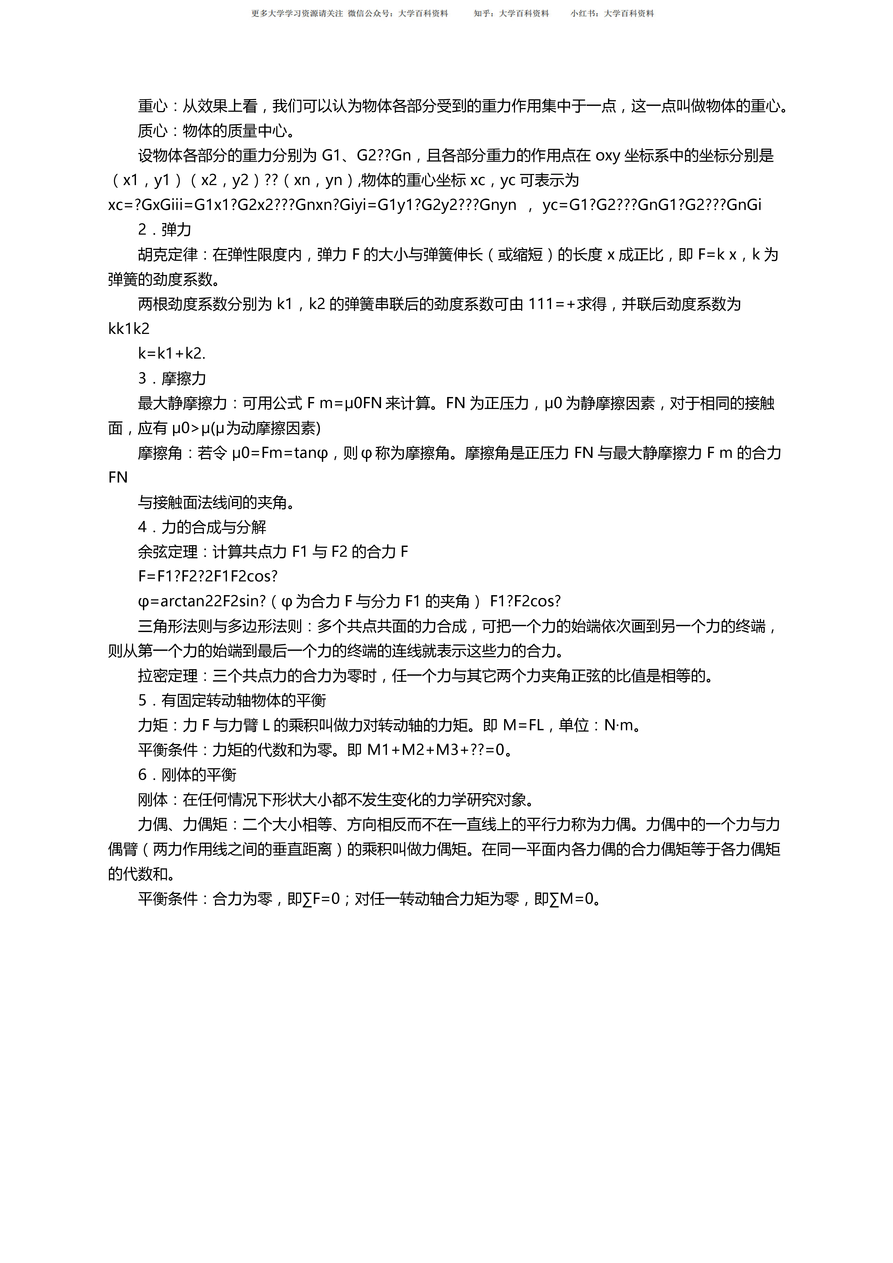 更多大学学习资源请关注 微信公众号：大学百科资料 知乎：大学百科资料 小红书：大学百科资料
重心：从效果上看，我们可以认为物体各部分受到的重力作用集中于一点，这一点叫做物体的重心。
质心：物体的质量中心。
设物体各部分的重力分别为 G1、G2??Gn，且各部分重力的作用点在 oxy 坐标系中的坐标分别是
（x1，y1）（x2，y2）??（xn，yn）,物体的重心坐标 xc，yc 可表示为
xc=?GxGiii=G1x1?G2x2???Gnxn?Giyi=G1y1?G2y2???Gnyn ， yc=G1?G2???GnG1?G2???GnGi
2．弹力
胡克定律：在弹性限度内，弹力 F 的大小与弹簧伸长（或缩短）的长度 x 成正比，即 F=k x，k 为
弹簧的劲度系数。
两根劲度系数分别为 k1，k2 的弹簧串联后的劲度系数可由 111=+求得，并联后劲度系数为
kk1k2
k=k1+k2.
3．摩擦力
最大静摩擦力：可用公式 F m=μ0FN 来计算。FN 为正压力，μ0 为静摩擦因素，对于相同的接触
面，应有 μ0>μ(μ为动摩擦因素)
摩擦角：若令 μ0=Fm=tanφ，则 φ 称为摩擦角。摩擦角是正压力 FN 与最大静摩擦力 F m 的合力
FN
与接触面法线间的夹角。
4．力的合成与分解
余弦定理：计算共点力 F1 与 F2 的合力 F
F=F1?F2?2F1F2cos?
φ=arctan22F2sin?（φ 为合力 F 与分力 F1 的夹角） F1?F2cos?
三角形法则与多边形法则：多个共点共面的力合成，可把一个力的始端依次画到另一个力的终端，
则从第一个力的始端到最后一个力的终端的连线就表示这些力的合力。
拉密定理：三个共点力的合力为零时，任一个力与其它两个力夹角正弦的比值是相等的。
5．有固定转动轴物体的平衡
力矩：力 F 与力臂 L 的乘积叫做力对转动轴的力矩。即 M=FL，单位：N·m。
平衡条件：力矩的代数和为零。即 M1+M2+M3+??=0。
6．刚体的平衡
刚体：在任何情况下形状大小都不发生变化的力学研究对象。
力偶、力偶矩：二个大小相等、方向相反而不在一直线上的平行力称为力偶。力偶中的一个力与力
偶臂（两力作用线之间的垂直距离）的乘积叫做力偶矩。在同一平面内各力偶的合力偶矩等于各力偶矩
的代数和。
平衡条件：合力为零，即∑F=0；对任一转动轴合力矩为零，即∑M=0。